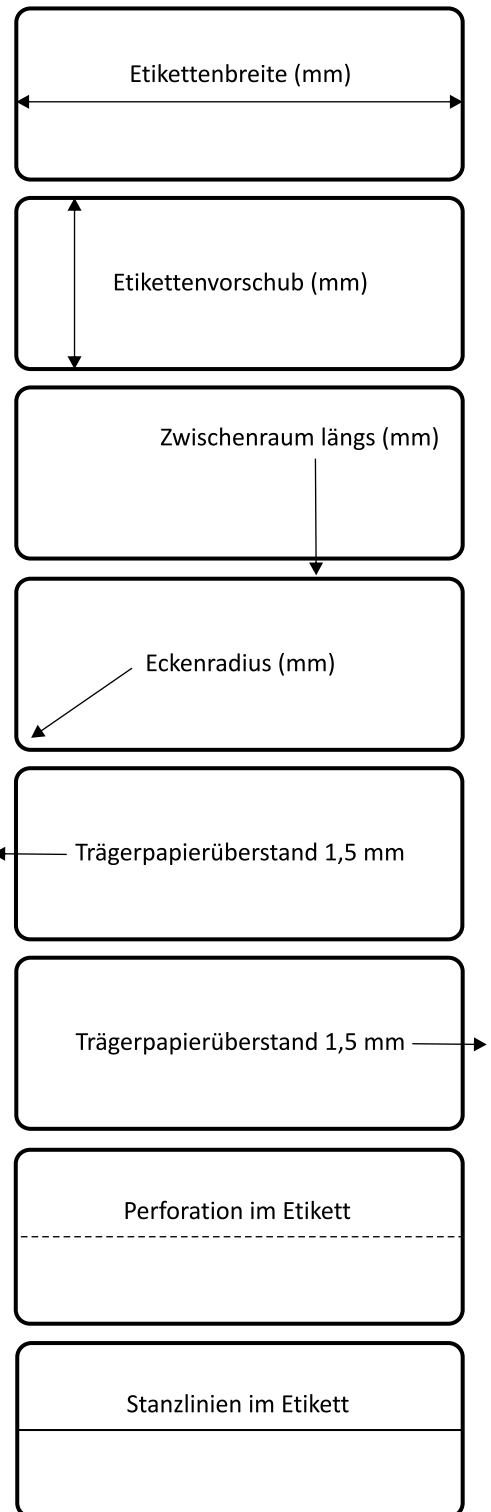 Etikettenbreite (mm)
Etikettenvorschub (mm)
Zwischenraum längs (mm)
Eckenradius (mm)
Trägerpapierüberstand 1,5 mm
Trägerpapierüberstand 1,5 mm
Perforation im Etikett
Stanzlinien im Etikett